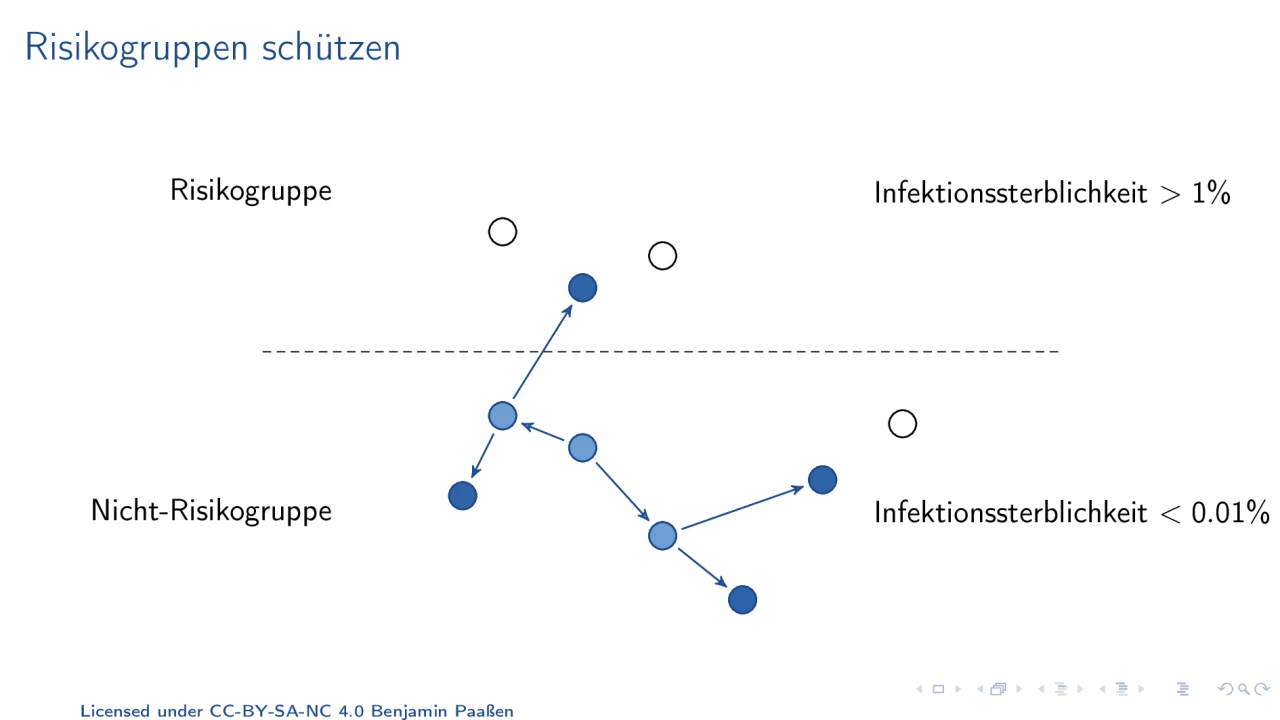 Risikogruppen schützen
Risikogruppe
Infektionssterblichkeit > 1%
Nicht-Risikogruppe
Infektionssterblichkeit < 0.01%
Licensed under CC-BY-SA-NC 4.0 Benjamin Paaßen